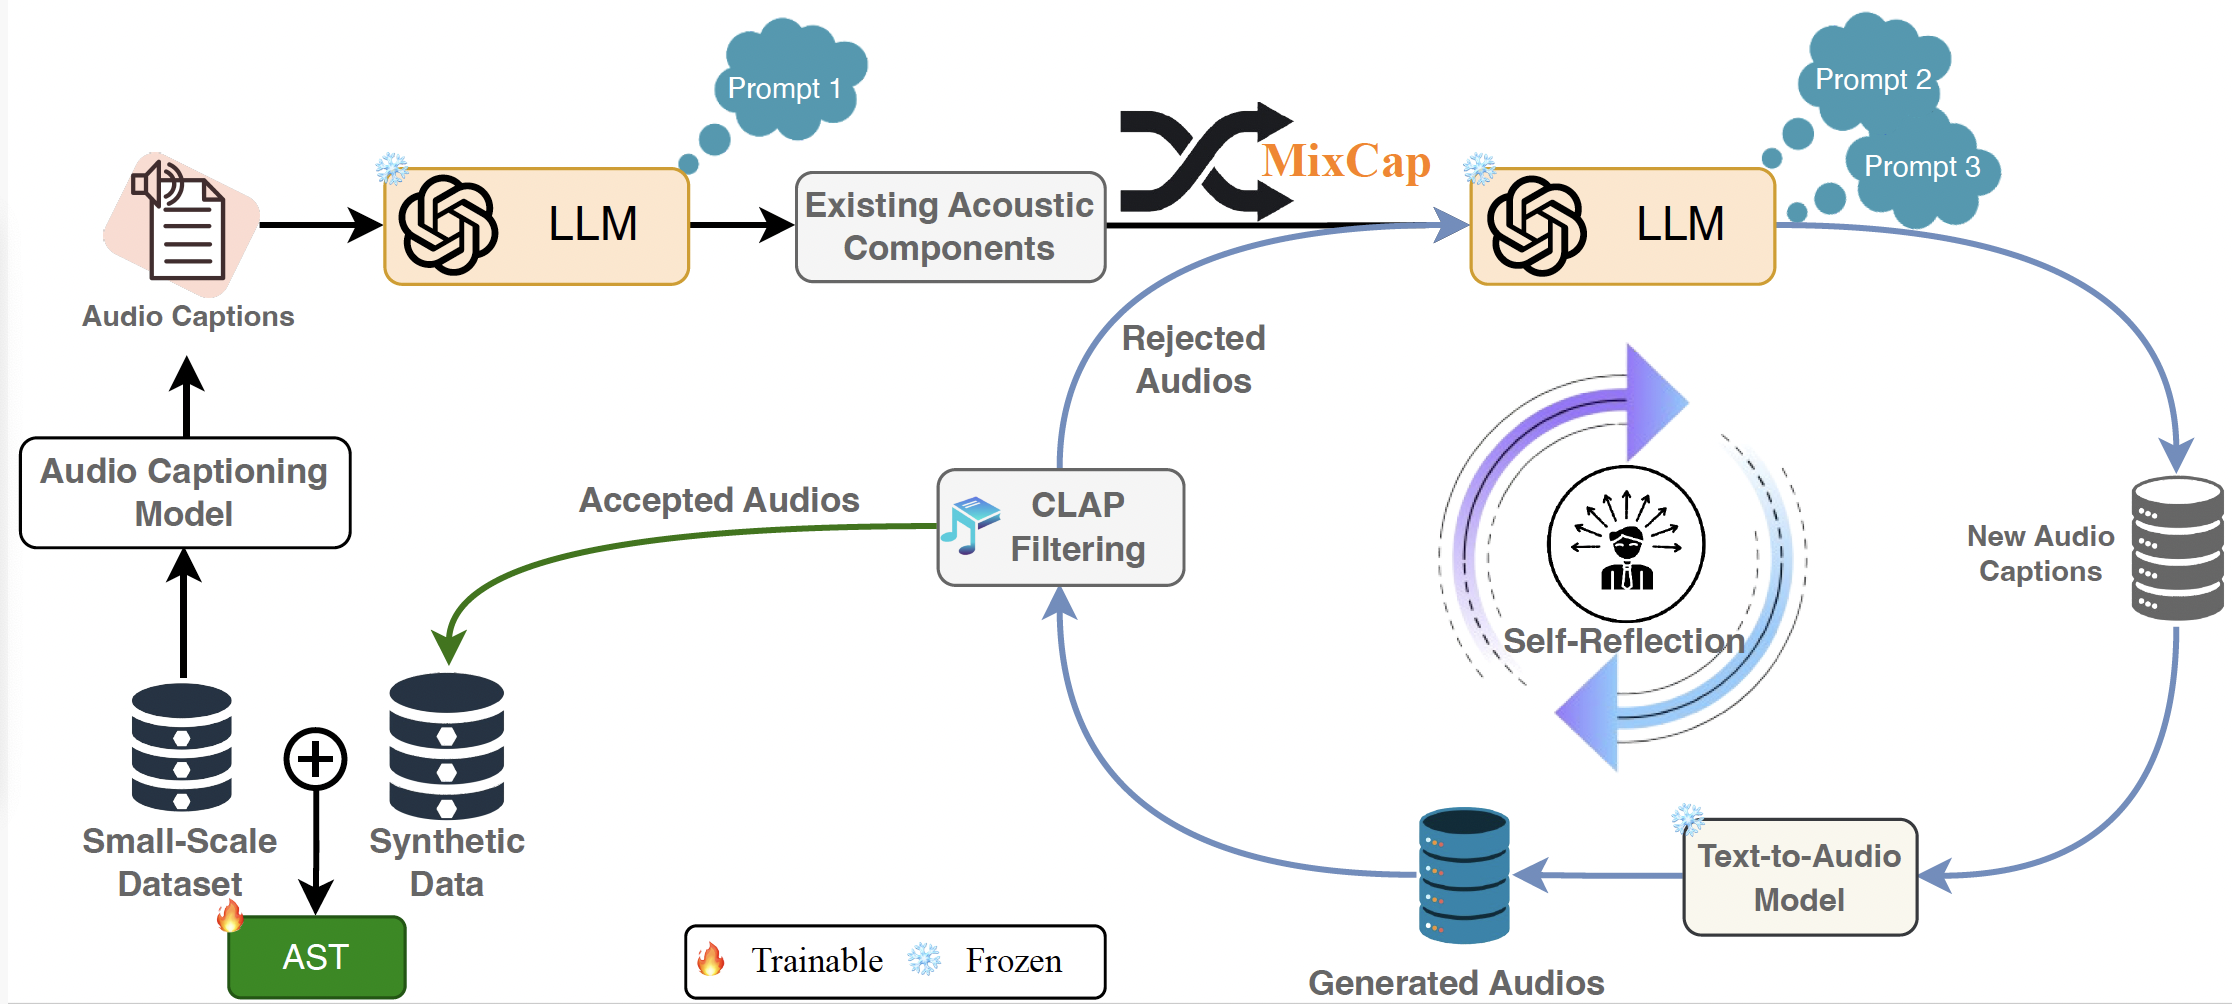 Prompt 1
Prompt 2
Prompt 3
MixCap
LLM
Existing Acoustic
Components
LLM
Audio Captions
Rejected
Audios
Audio Captioning
Model
Accepted Audios
CLAP
Filtering
New Audio
Captions
Self-Reflection
Small-Scale
Dataset
Synthetic
Data
Text-to-Audio
Model
AST
Trainable
Frozen
Generated Audios